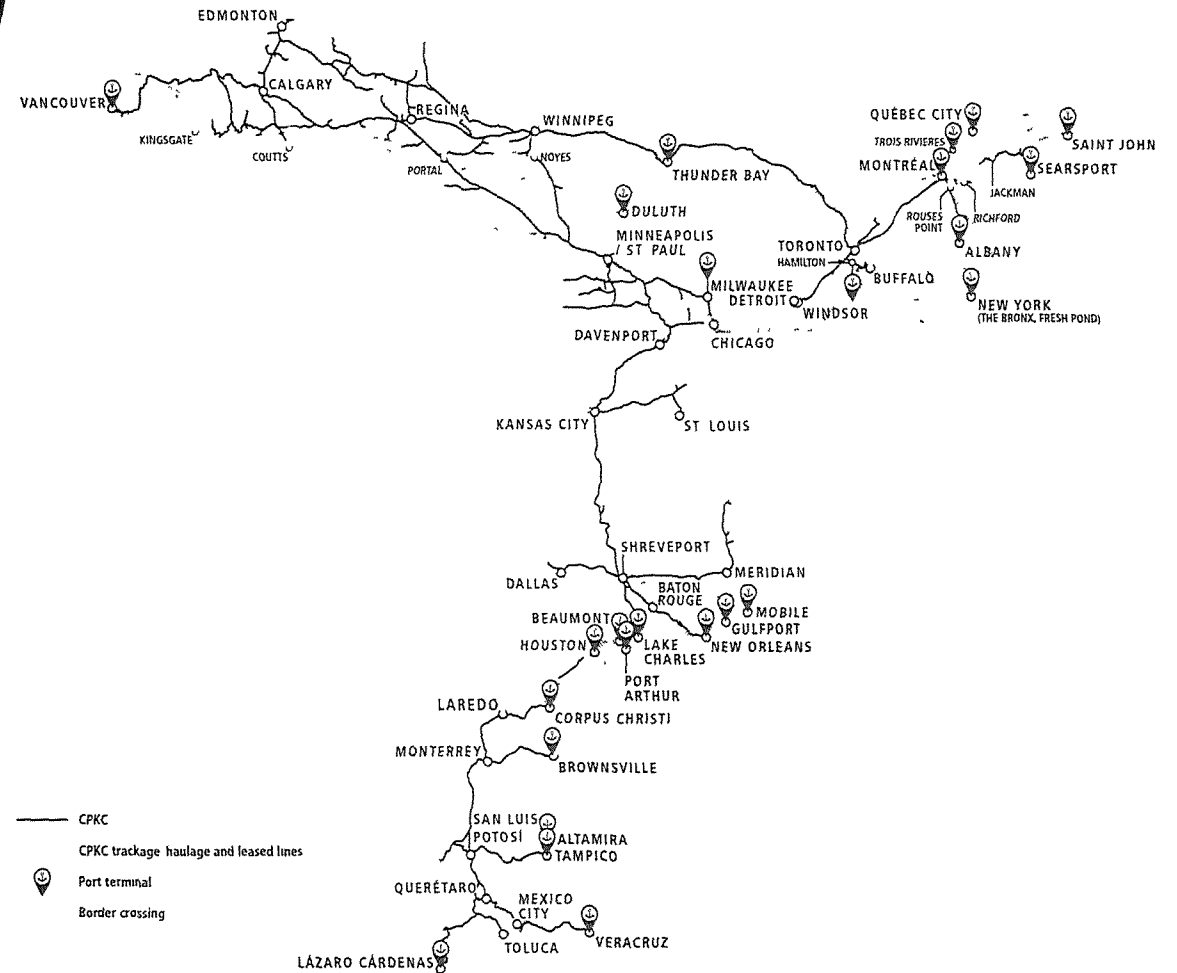 EDMONTON
CALGARY
VANCOUVER
REGINA
WINNIPEG
QUÉBEC CITY
TROIS RIVIERES
SAINT JOHN
KINGSGATE
COUTTS
PORTAL
NOYES
THUNDER BAY
MONTRÉAL
SEARSPORT
JACKMAN
DULUTH
ROUSES
POINT
RICHFORD
MINNEAPOLIS
/ ST PAUL
TORONTO
HAMILTON
ALBANY
BUFFALO
MILWAUKEE
DETROIT
WINDSOR
NEW YORK
(THE BRONX, FRESH POND)
DAVENPORT
CHICAGO
KANSAS CITY
ST LOUIS
SHREVEPORT
DALLAS
MERIDIAN
BATON
ROUGE
BEAUMONT
MOBILE
GULFPORT
HOUSTON
LAKE
CHARLES
NEW ORLEANS
PORT
ARTHUR
LAREDO
CORPUS CHRISTI
MONTERREY
BROWNSVILLE
SAN LUIS
POTOSÍ
ALTAMIRA
TAMPICO
QUERÉTARO
MEXICO
CITY
TOLUCA
VERACRUZ
LÁZARO CÁRDENAS
CPKC
CPKC trackage haulage and leased lines
Port terminal
Border crossing